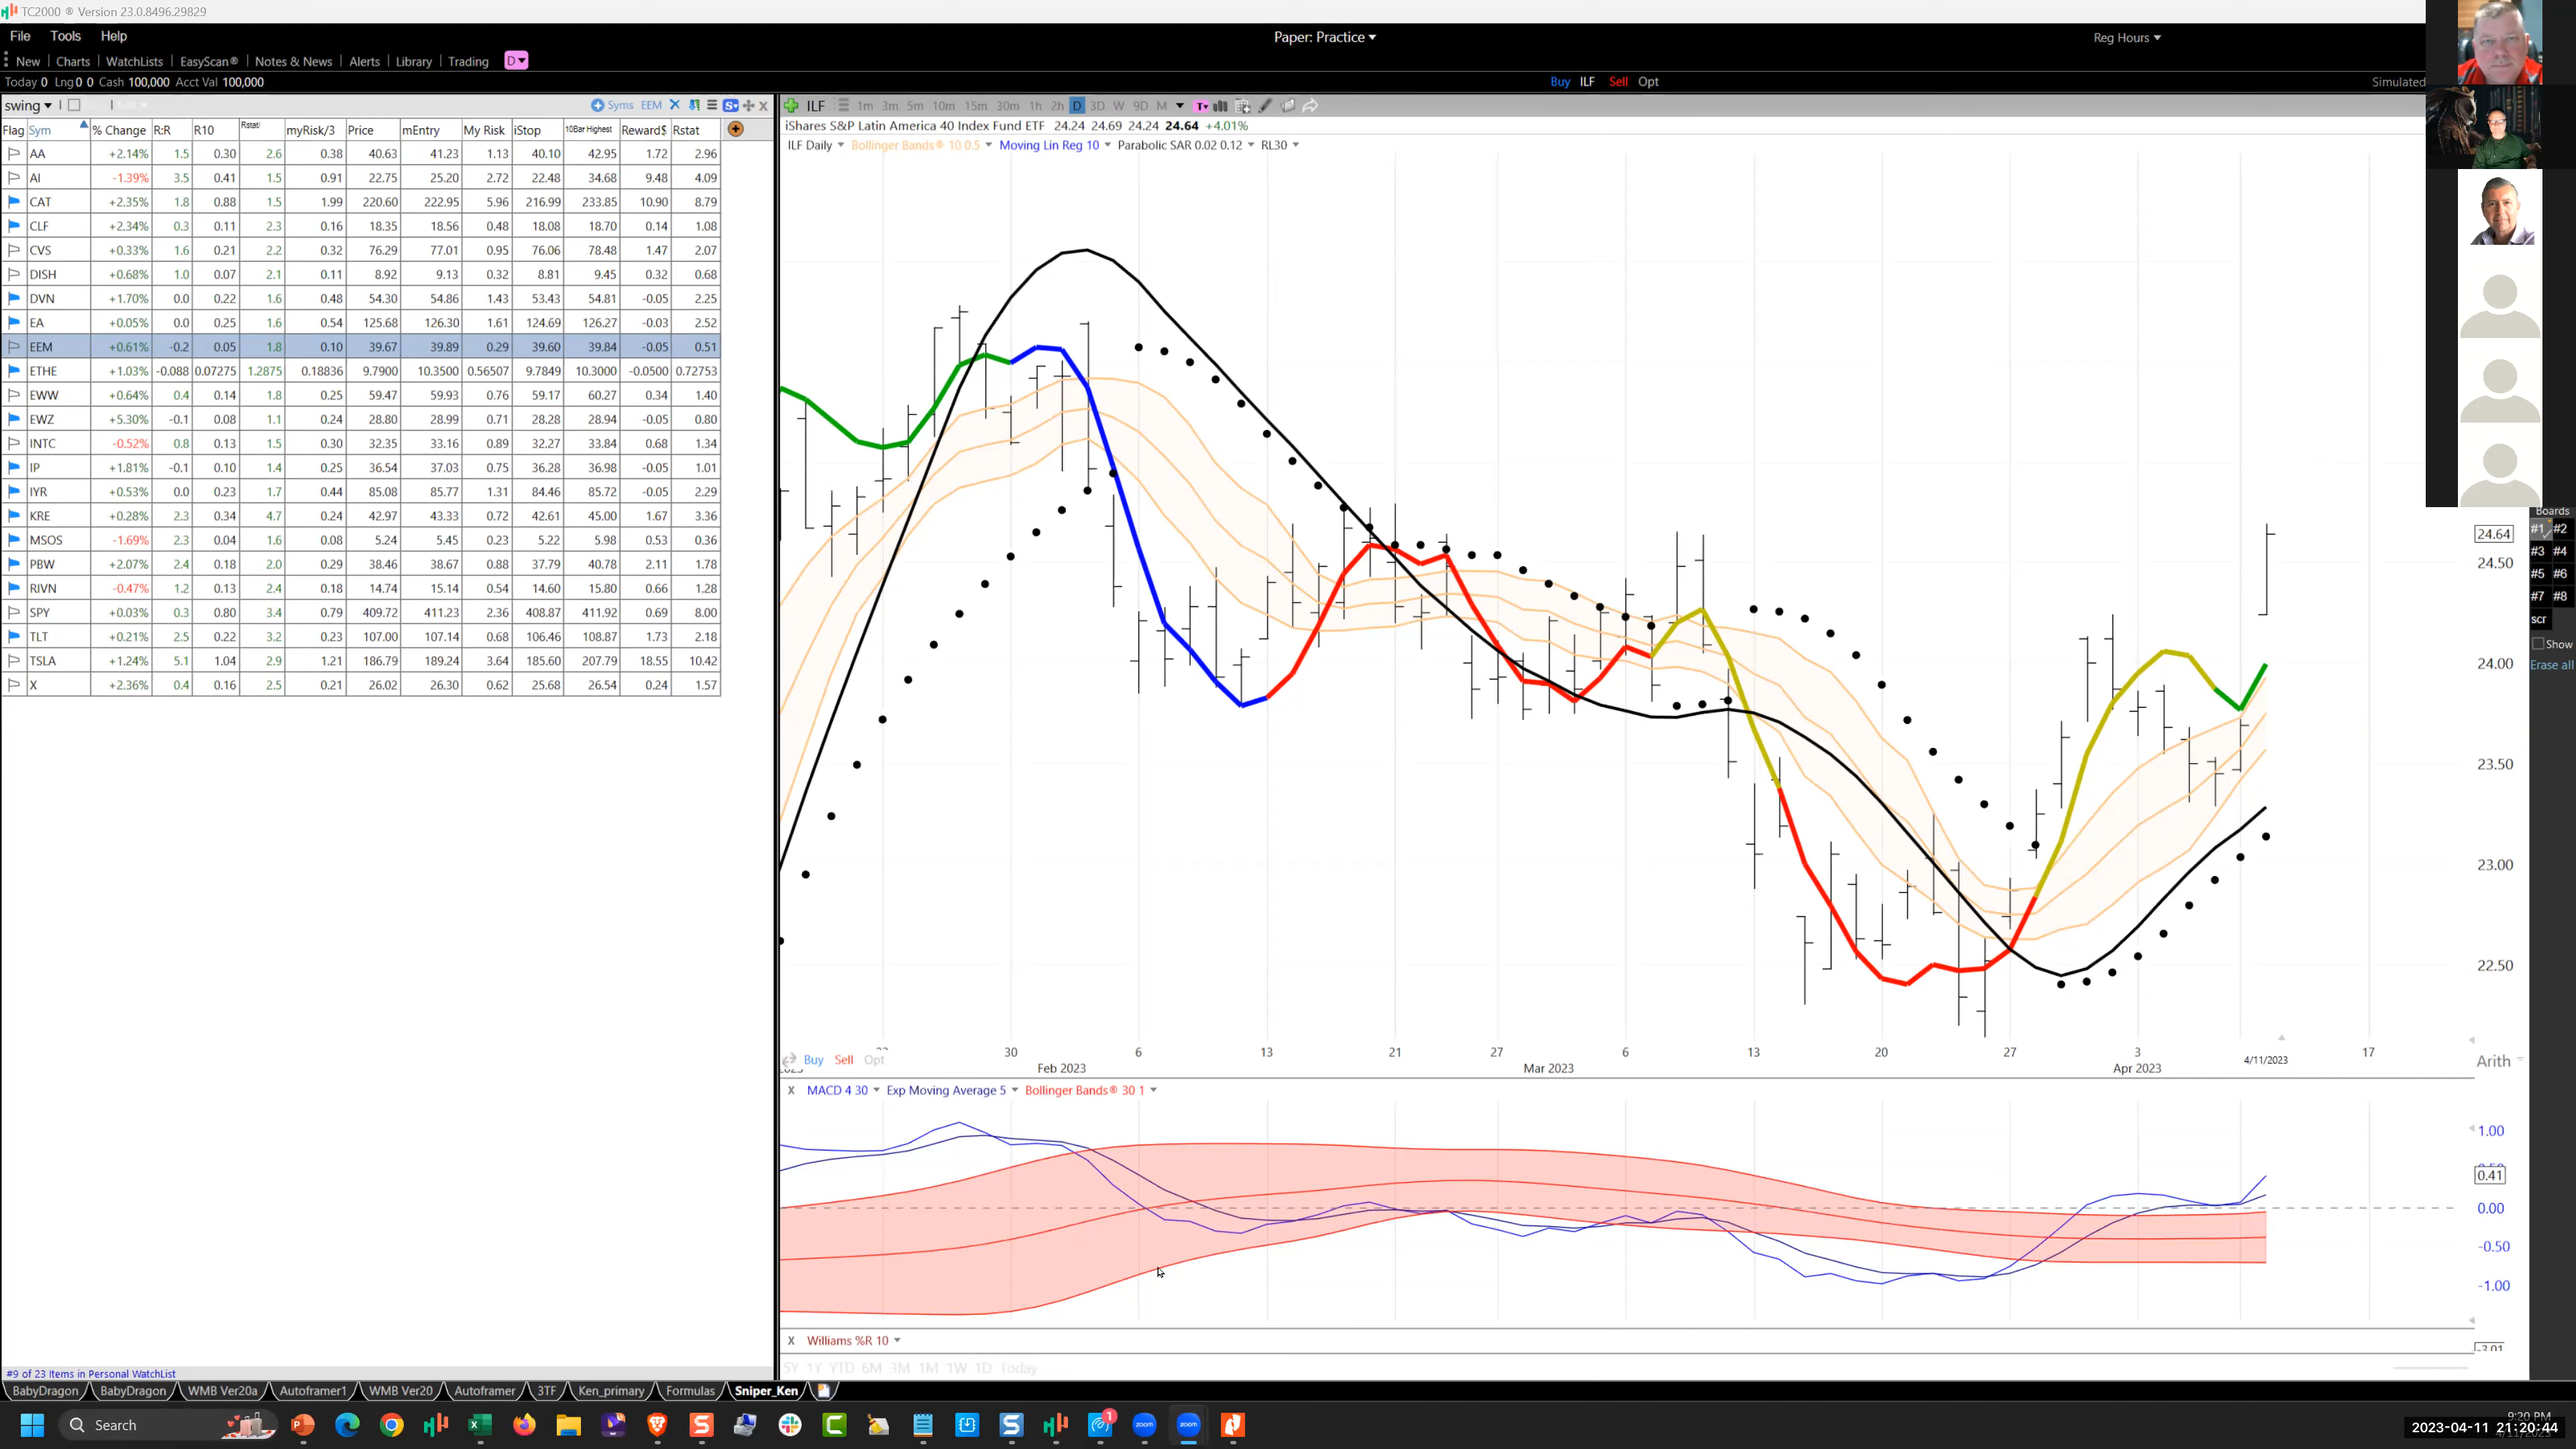 TC2000 ® Version 23.0.8496.29829
File Tools Help
Paper: Practice
Reg Hours
New Charts WatchLists EasyScan® Notes & News Alerts Library Trading D
Today 0 Lng 0 0 Cash 100,000 Acct Val 100,000
Buy ILF Sell Opt
Simulated
swing
Syms EEM
Flag Sym % Change R:R R10 Rstat/ myRisk/3 Price mEntry My Risk iStop 10Bar Highest Reward$ Rstat
AA +2.14% 1.5 0.30 2.6 0.38 40.63 41.23 1.13 40.10 42.95 1.72 2.96
AI -1.39% 3.5 0.41 1.5 0.91 22.75 25.20 2.72 22.48 34.68 9.48 4.09
CAT +2.35% 1.8 0.88 1.5 1.99 220.60 222.95 5.96 216.99 233.85 10.90 8.79
CLF +2.34% 0.3 0.11 2.3 0.16 18.35 18.56 0.48 18.08 18.70 0.14 1.08
CVS +0.33% 1.6 0.21 2.2 0.32 76.29 77.01 0.95 76.06 78.48 1.47 2.07
DISH +0.68% 1.0 0.07 2.1 0.11 8.92 9.13 0.32 8.81 9.45 0.32 0.68
DVN +1.70% 0.0 0.22 1.6 0.48 54.30 54.86 1.43 53.43 54.81 -0.05 2.25
EA +0.05% 0.0 0.25 1.6 0.54 125.68 126.30 1.61 124.69 126.27 -0.03 2.52
EEM +0.61% -0.2 0.05 1.8 0.10 39.67 39.89 0.29 39.60 39.84 -0.05 0.51
ETHE +1.03% -0.088 0.07275 1.2875 0.18836 9.7900 10.3500 0.56507 9.7849 10.3000 -0.0500 0.72753
EWW +0.64% 0.4 0.14 1.8 0.25 59.47 59.93 0.76 59.17 60.27 0.34 1.40
EWZ +5.30% -0.1 0.08 1.1 0.24 28.80 28.99 0.71 28.28 28.94 -0.05 0.80
INTC -0.52% 0.8 0.13 1.5 0.30 32.35 33.16 0.89 32.27 33.84 0.68 1.34
IP +1.81% -0.1 0.10 1.4 0.25 36.54 37.03 0.75 36.28 36.98 -0.05 1.01
IYR +0.53% 0.0 0.23 1.7 0.44 85.08 85.77 1.31 84.46 85.72 -0.05 2.29
KRE +0.28% 2.3 0.34 4.7 0.24 42.97 43.33 0.72 42.61 45.00 1.67 3.36
MSOS -1.69% 2.3 0.04 1.6 0.08 5.24 5.45 0.23 5.22 5.98 0.53 0.36
PBW +2.07% 2.4 0.18 2.0 0.29 38.46 38.67 0.88 37.79 40.78 2.11 1.78
RIVN -0.47% 1.2 0.13 2.4 0.18 14.74 15.14 0.54 14.60 15.80 0.66 1.28
SPY +0.03% 0.3 0.80 3.4 0.79 409.72 411.23 2.36 408.87 411.92 0.69 8.00
TLT +0.21% 2.5 0.22 3.2 0.23 107.00 107.14 0.68 106.46 108.87 1.73 2.18
TSLA +1.24% 5.1 1.04 2.9 1.21 186.79 189.24 3.64 185.60 207.79 18.55 10.42
X +2.36% 0.4 0.16 2.5 0.21 26.02 26.30 0.62 25.68 26.54 0.24 1.57
#9 of 23 Items in Personal WatchList
ILF 1m 3m 5m 10m 15m 30m 1h 2h D 3D W 9D M
iShares S&P Latin America 40 Index Fund ETF 24.24 24.69 24.24 24.64 +4.01%
ILF Daily Bollinger Bands® 10 0.5 Moving Lin Reg 10 Parabolic SAR 0.02 0.12 RL30
24.64
24.50
24.00
23.50
23.00
22.50
Boards
#1 #2
#3 #4
#5 #6
#7 #8
scr
Show
Erase all
Buy Sell Opt
30 6 13 21 27 6 13 20 27 3 17
Feb 2023 Mar 2023 Apr 2023 4/11/2023
Arith
X MACD 4 30 Exp Moving Average 5 Bollinger Bands® 30 1
1.00
0.41
0.00
-0.50
-1.00
X Williams %R 10
5Y 1Y YTD 6M 3M 1M 1W 1D Today
BabyDragon BabyDragon WMB Ver20a Autoframer1 WMB Ver20 Autoframer 3TF Ken_primary Formulas Sniper_Ken
Search
2023-04-11 21:20:44